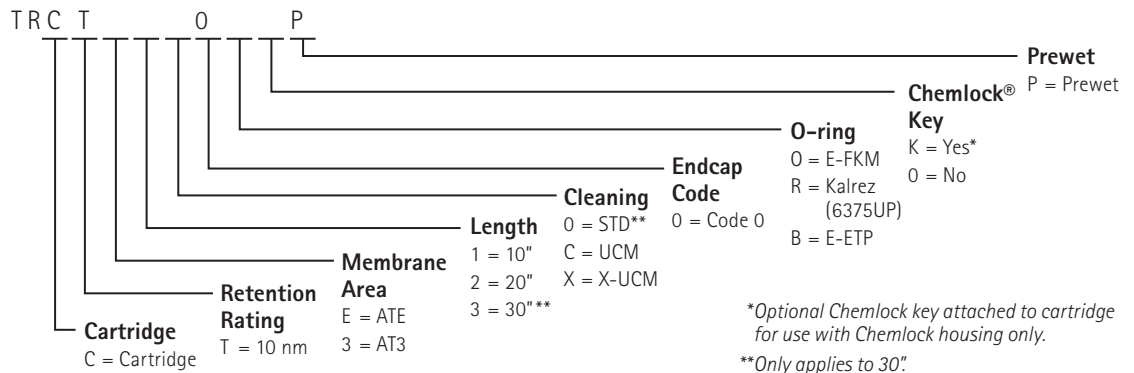 TRC T 0 P
Prewet
P = Prewet
Chemlock® Key
K = Yes*
0 = No
O-ring
O = E-FKM
R = Kalrez
(6375UP)
B = E-ETP
Endcap
Code
0 = Code 0
Cleaning
0 = STD**
C = UCM
X = X-UCM
Length
1 = 10"
2 = 20"
3 = 30"**
Membrane
Area
E = ATE
3 = AT3
Retention
Rating
T = 10 nm
Cartridge
C = Cartridge
*Optional Chemlock key attached to cartridge
for use with Chemlock housing only.
**Only applies to 30".